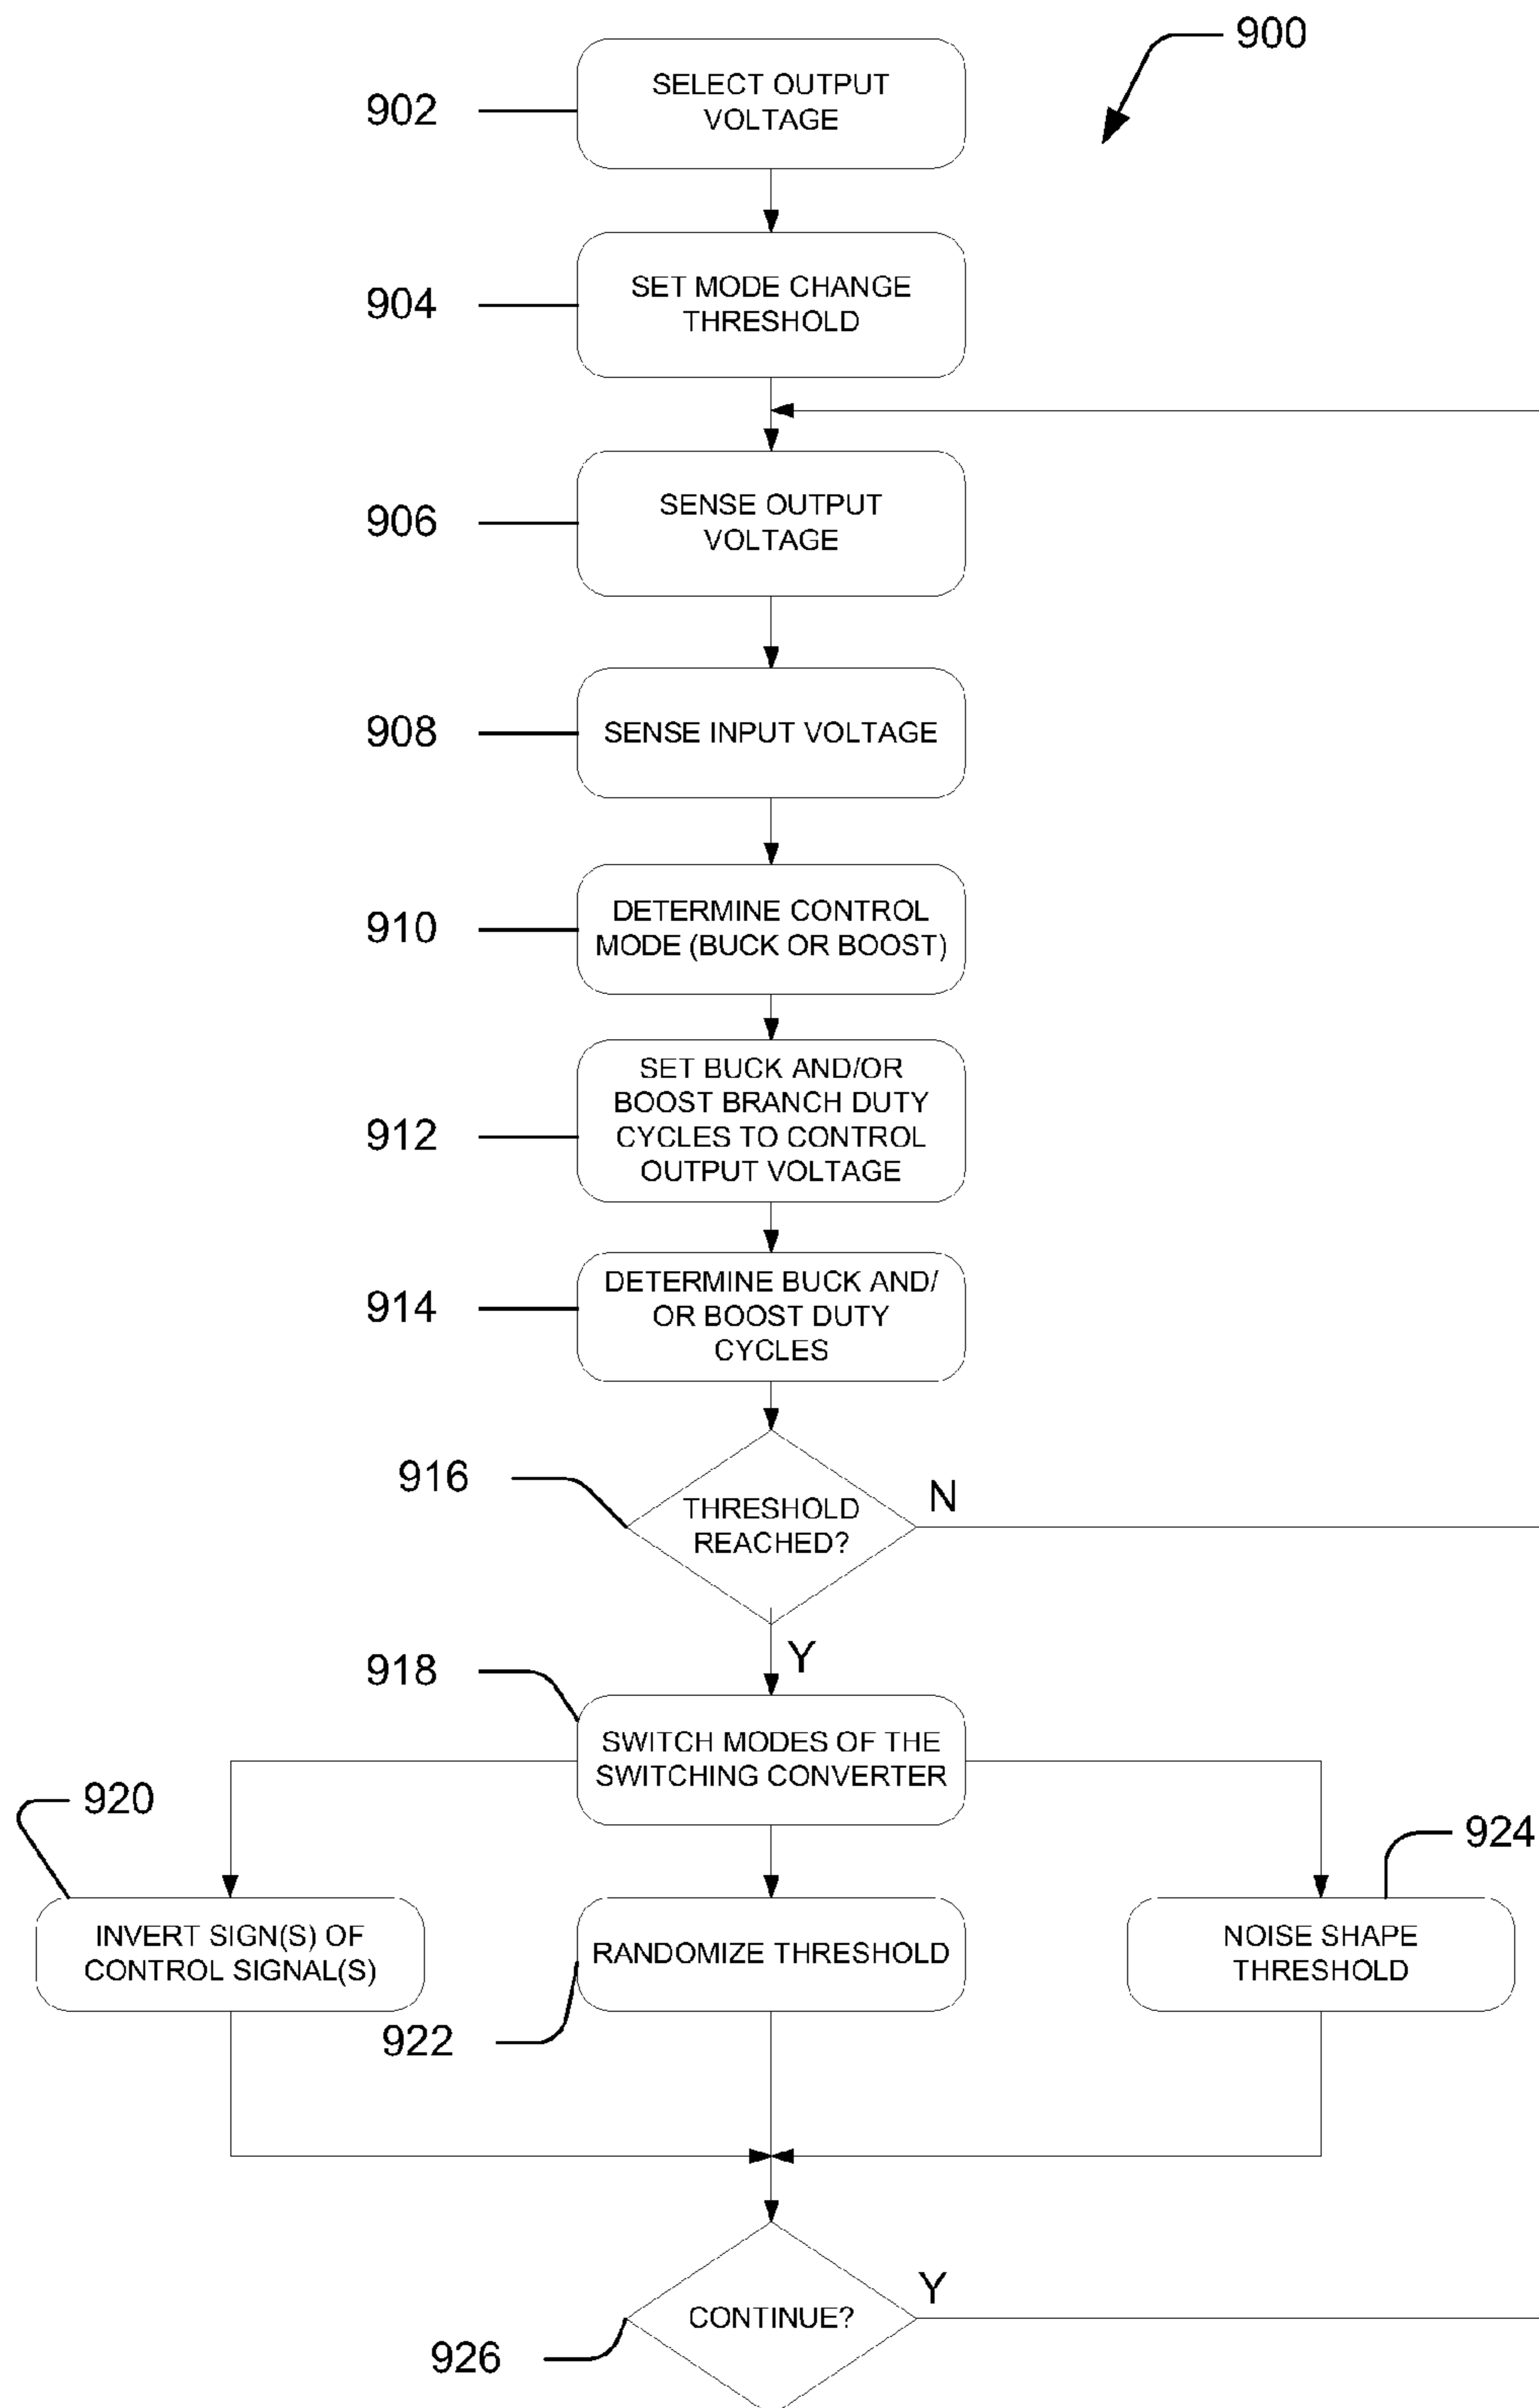 900
902
SELECT OUTPUT
VOLTAGE
904
SET MODE CHANGE
THRESHOLD
906
SENSE OUTPUT
VOLTAGE
908
SENSE INPUT VOLTAGE
910
DETERMINE CONTROL
MODE (BUCK OR BOOST)
912
SET BUCK AND/OR
BOOST BRANCH DUTY
CYCLES TO CONTROL
OUTPUT VOLTAGE
914
DETERMINE BUCK AND/
OR BOOST DUTY
CYCLES
916
THRESHOLD
REACHED?
N
Y
918
SWITCH MODES OF THE
SWITCHING CONVERTER
920
INVERT SIGN(S) OF
CONTROL SIGNAL(S)
922
RANDOMIZE THRESHOLD
924
NOISE SHAPE
THRESHOLD
926
CONTINUE?
Y